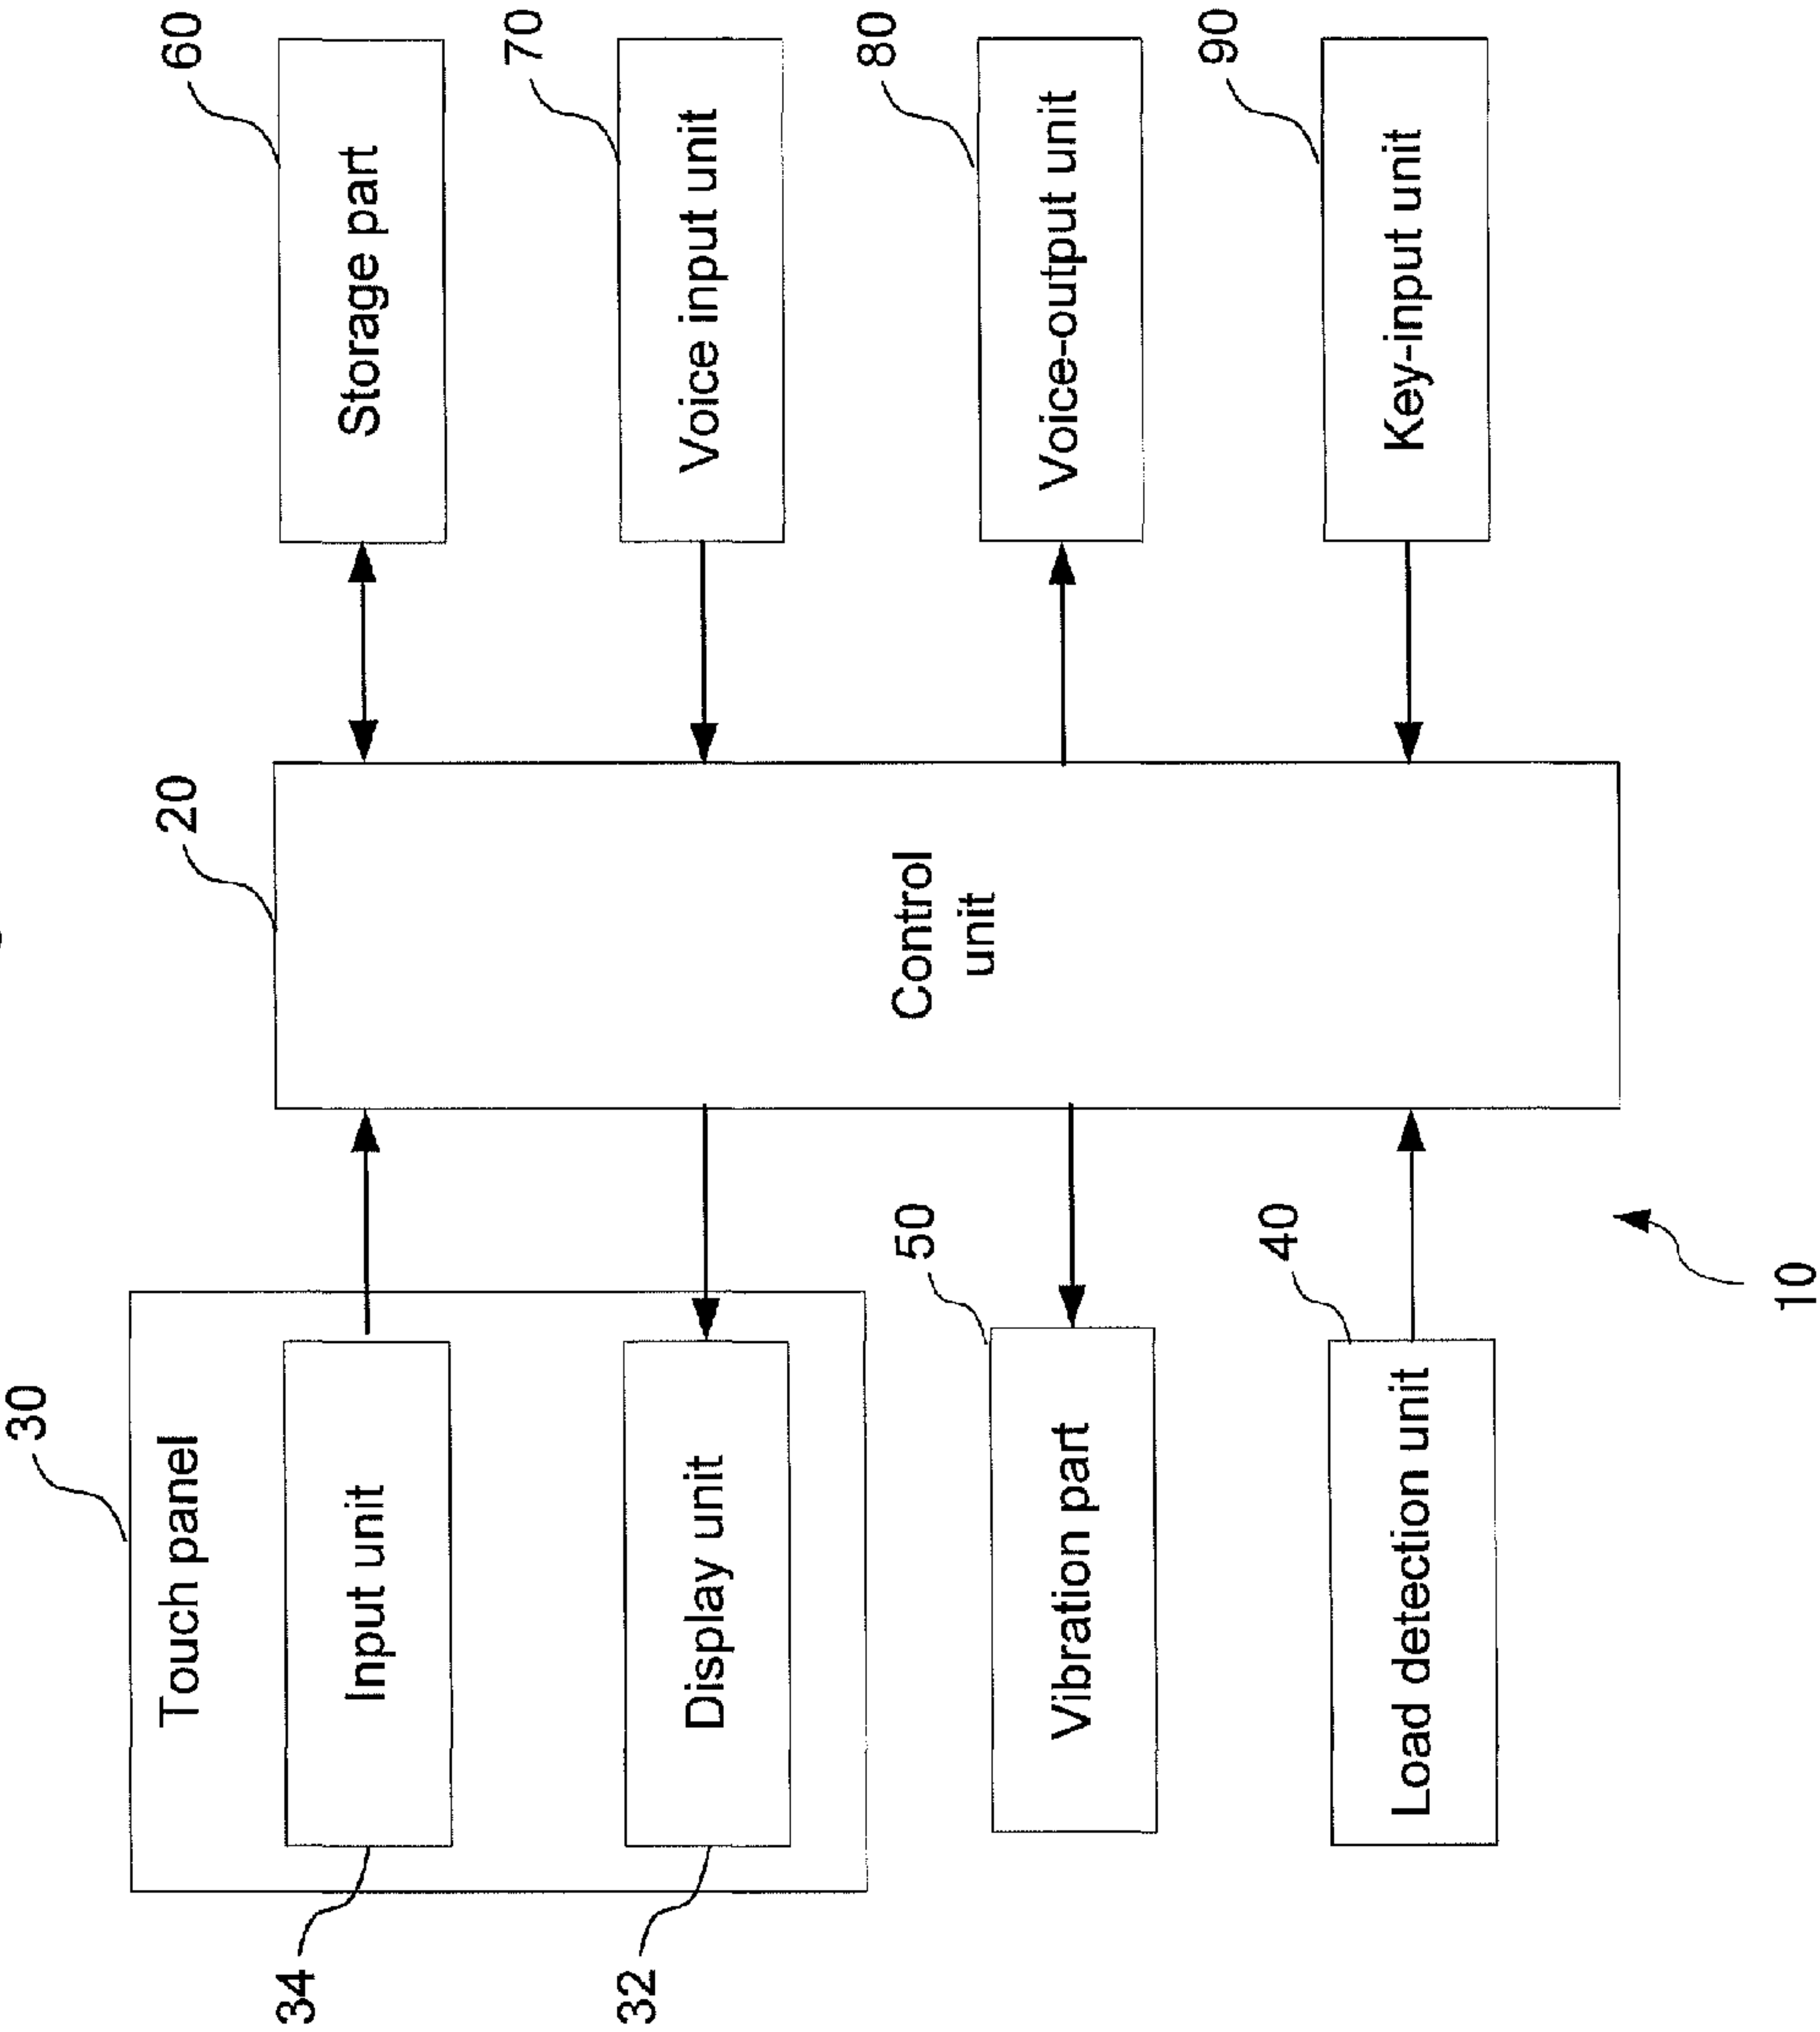 30
Touch panel
34
Input unit
32
Display unit
50
Vibration part
40
Load detection unit
20
Control
unit
60
Storage part
70
Voice input unit
80
Voice-output unit
90
Key-input unit
10